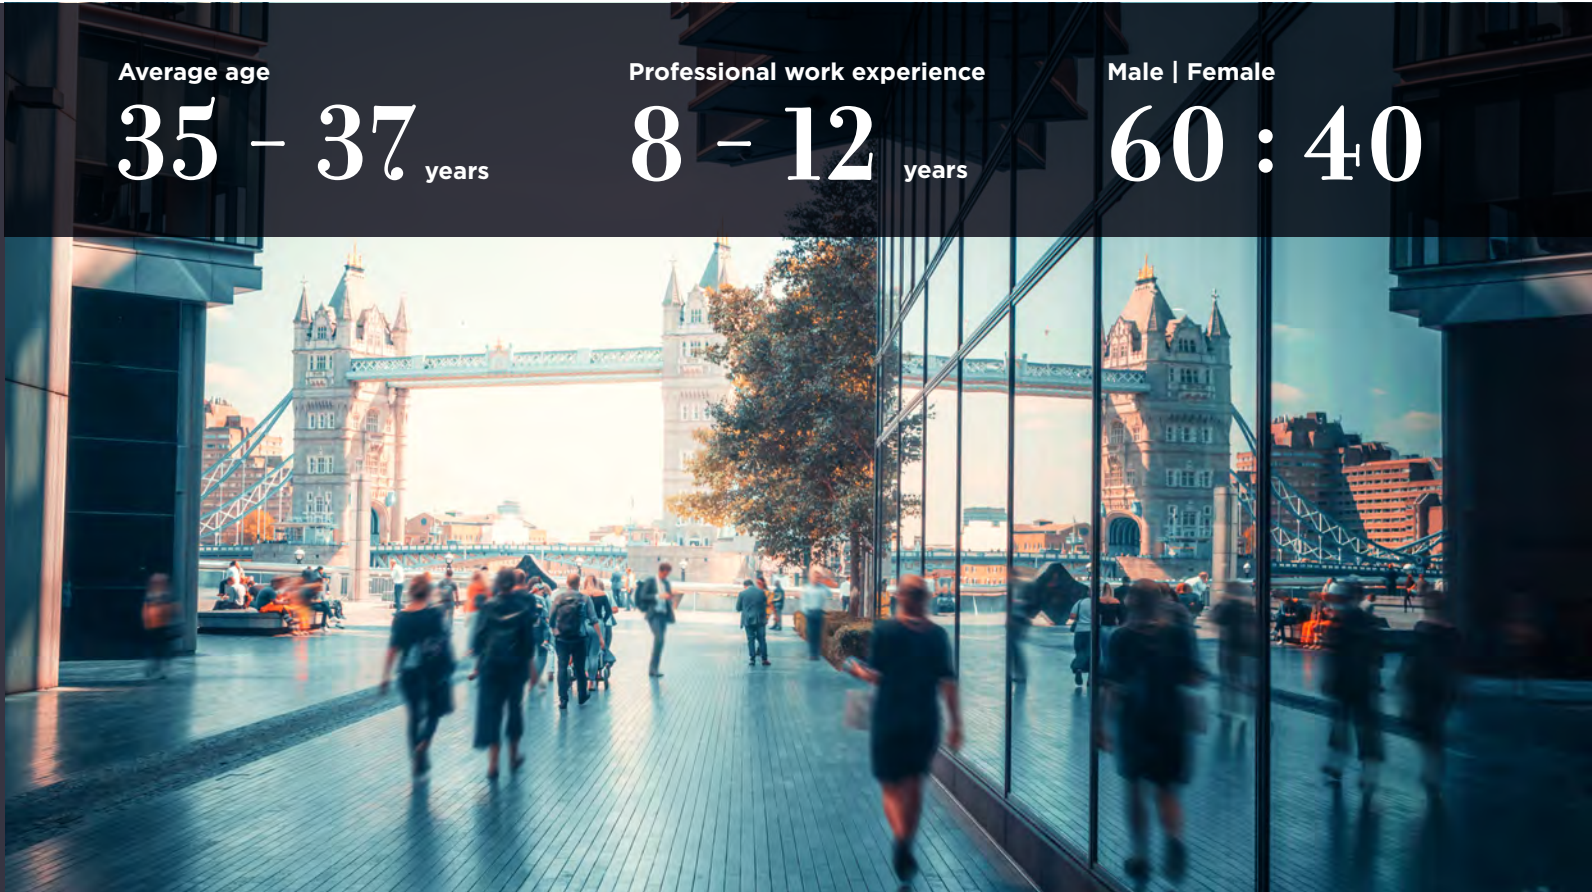 Average age
35 – 37 years
Professional work experience
8 – 12 years
Male | Female
60 : 40